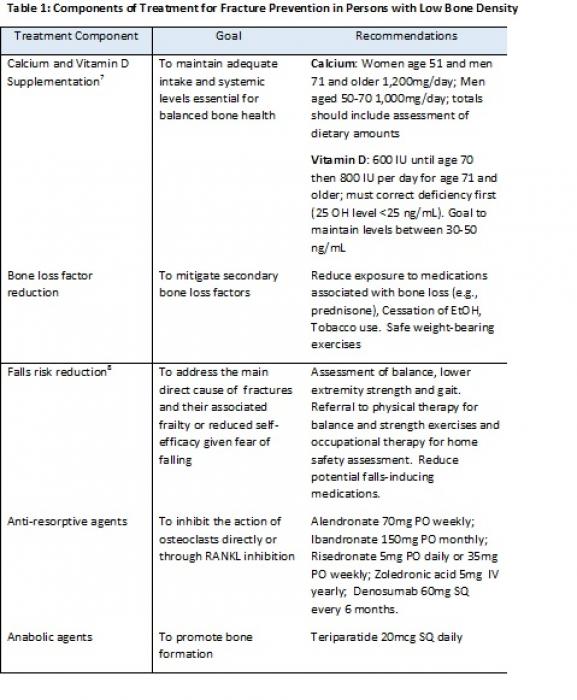 Table 1: Components of Treatment for Fracture Prevention in Persons with Low Bone Density
Treatment Component Goal Recommendations
Calcium and Vitamin D
Supplementation⁷
To maintain adequate
intake and systemic
levels essential for
balanced bone health
Calcium: Women age 51 and men
71 and older 1,200mg/day; Men
aged 50-70 1,000mg/day; totals
should include assessment of
dietary amounts
Vitamin D: 600 IU until age 70
then 800 IU per day for age 71 and
older; must correct deficiency first
(25 OH level <25 ng/mL). Goal to
maintain levels between 30-50
ng/mL
Bone loss factor
reduction
To mitigate secondary
bone loss factors
Reduce exposure to medications
associated with bone loss (e.g.,
prednisone), Cessation of EtOH,
Tobacco use. Safe weight-bearing
exercises
Falls risk reduction⁸
To address the main
direct cause of fractures
and their associated
frailty or reduced self-
efficacy given fear of
falling
Assessment of balance, lower
extremity strength and gait.
Referral to physical therapy for
balance and strength exercises and
occupational therapy for home
safety assessment. Reduce
potential falls-inducing
medications.
Anti-resorptive agents
To inhibit the action of
osteoclasts directly or
through RANKL inhibition
Alendronate 70mg PO weekly;
Ibandronate 150mg PO monthly;
Risedronate 5mg PO daily or 35mg
PO weekly; Zoledronic acid 5mg IV
yearly; Denosumab 60mg SQ
every 6 months.
Anabolic agents
To promote bone
formation
Teriparatide 20mcg SQ daily